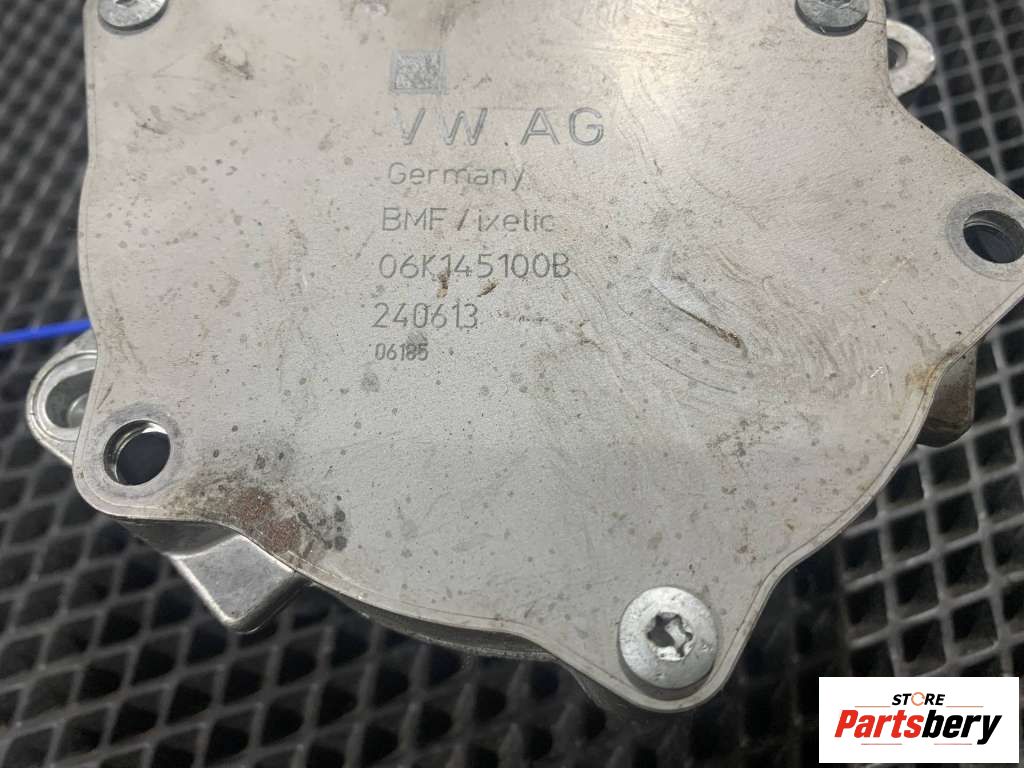 VW AG
Germany
BMF / ixetic
06K145100B
240613
06185
STORE
Partsbery